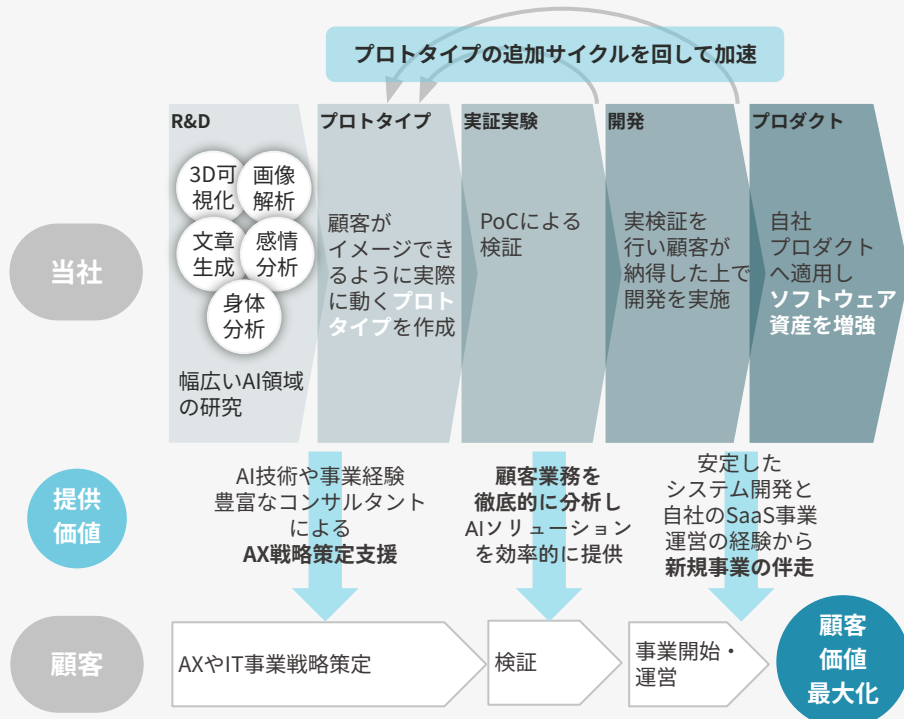 プロトタイプの追加サイクルを回して加速
R&D
プロトタイプ
実証実験
開発
プロダクト
当社
3D可
視化
画像
解析
文章
生成
感情
分析
身体
分析
幅広いAI領域
の研究
顧客が
イメージでき
るように実際
に動くプロト
タイプを作成
PoCによる
検証
実検証を
行い顧客が
納得した上で
開発を実施
自社
プロダクト
へ適用し
ソフトウェア
資産を増強
提供
価値
AI技術や事業経験
豊富なコンサルタント
による
AX戦略策定支援
顧客業務を
徹底的に分析し
AIソリューション
を効率的に提供
安定した
システム開発と
自社のSaaS事業
運営の経験から
新規事業の伴走
顧客
AXやIT事業戦略策定
検証
事業開始・
運営
顧客
価値
最大化